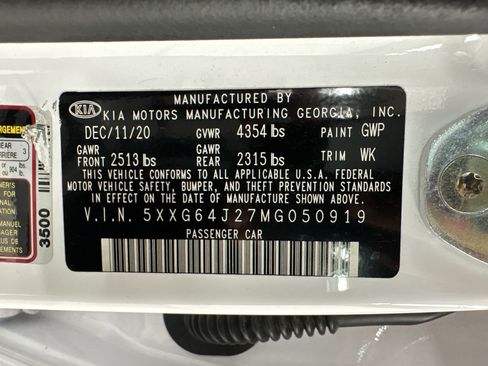 MANUFACTURED BY
KIA
KIA MOTORS MANUFACTURING GEORGIA, INC.
DEC/11/20 GVWR 4354 lbs PAINT GWP
GAWR FRONT 2513 lbs GAWR REAR 2315 lbs TRIM WK
THIS VEHICLE CONFORMS TO ALL APPLICABLE U.S.A. FEDERAL
MOTOR VEHICLE SAFETY, BUMPER, AND THEFT PREVENTION STANDARDS
IN EFFECT ON THE DATE OF MANUFACTURE SHOWN ABOVE.
V.I.N. 5XXG64J27MG050919
PASSENGER CAR
3500